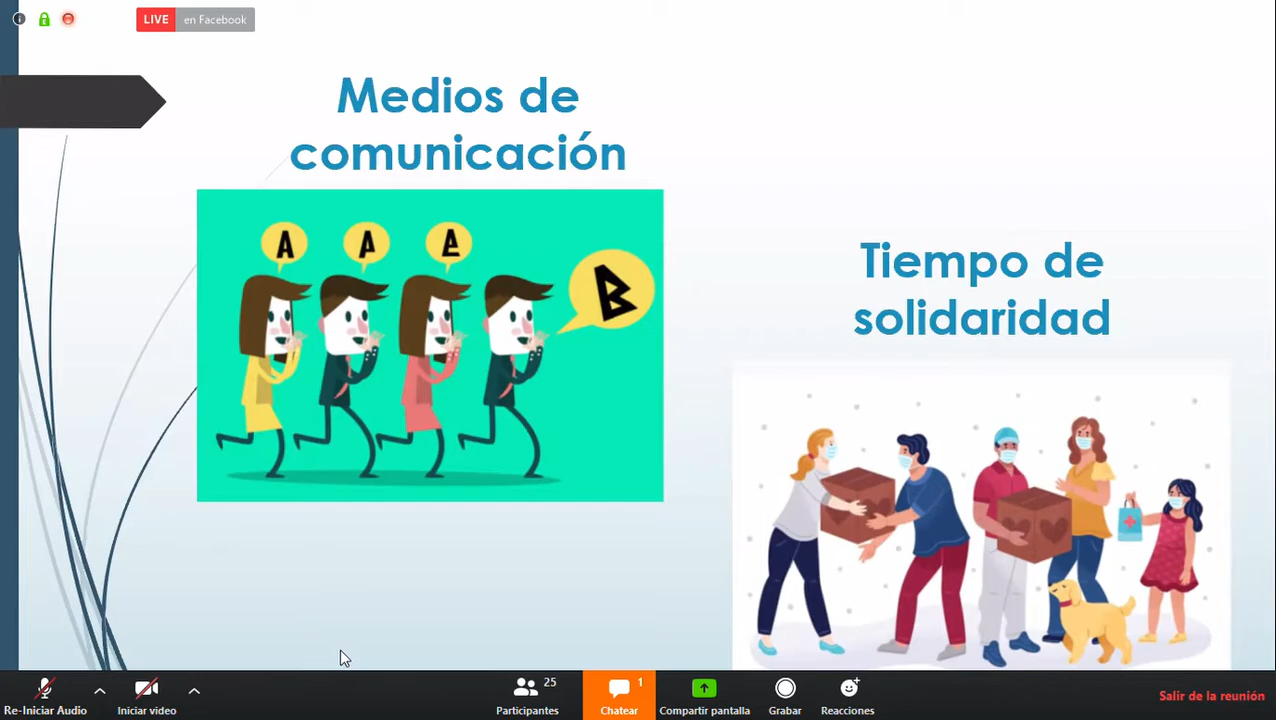 LIVE en Facebook
Medios de
comunicación
A
A
e
B
Tiempo de
solidaridad
Re-Iniciar Audio
Iniciar video
25
Participantes
1
Chatear
Compartir pantalla
Grabar
Reacciones
Salir de la reunión